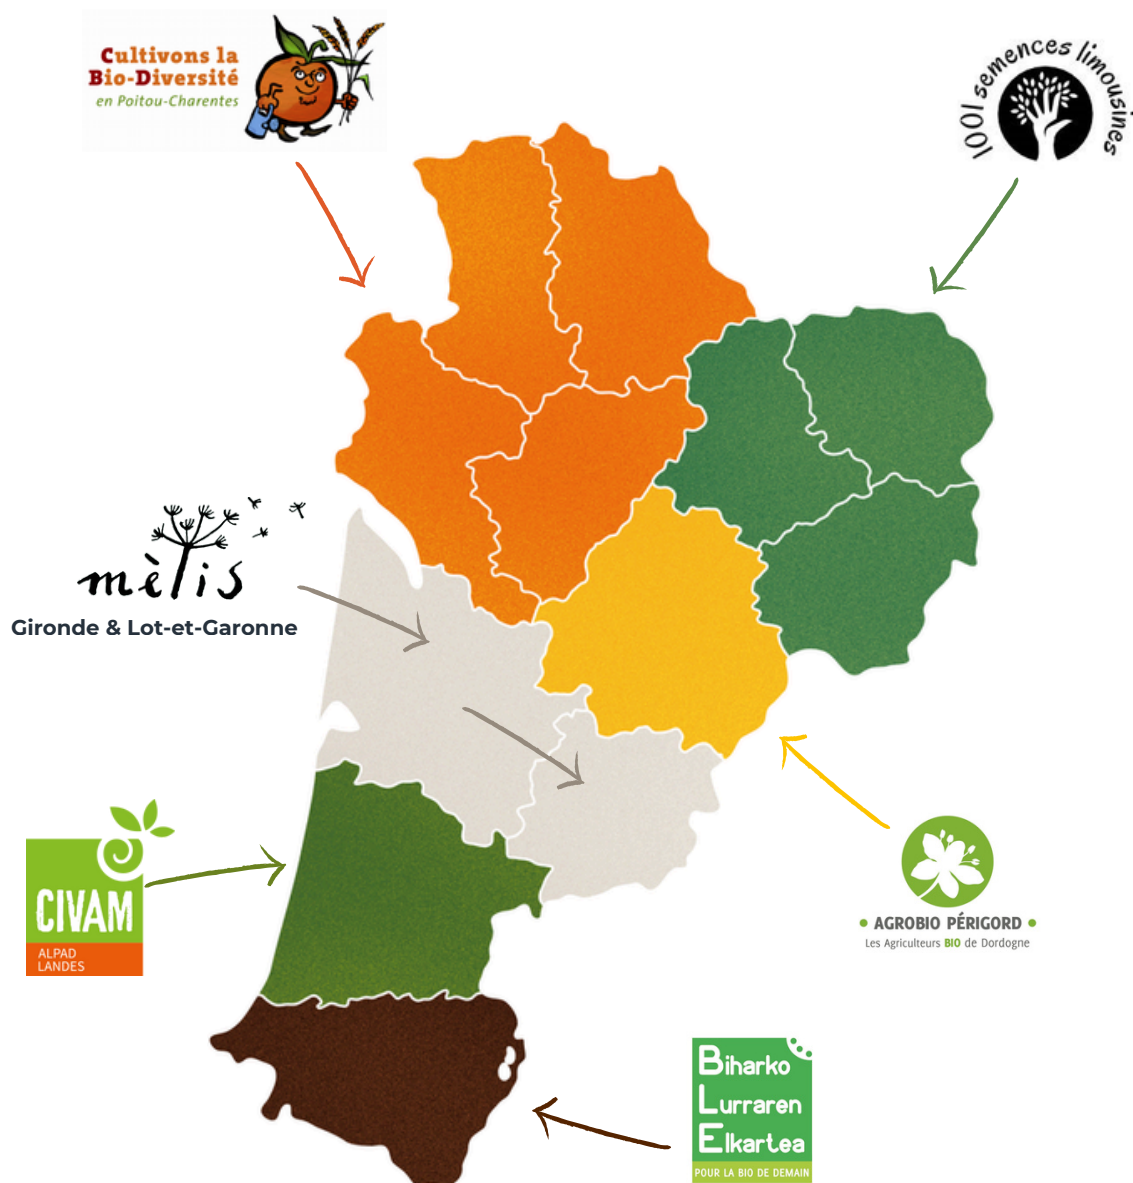 Cultivons la
Bio-Diversité
en Poitou-Charentes
1001 semences limousines
mèlis
Gironde & Lot-et-Garonne
CIVAM
ALPAD
LANDES
AGROBIO PÉRIGORD
Les Agriculteurs BIO de Dordogne
Biharko
Lurraren
Elkartea
POUR LA BIO DE DEMAIN